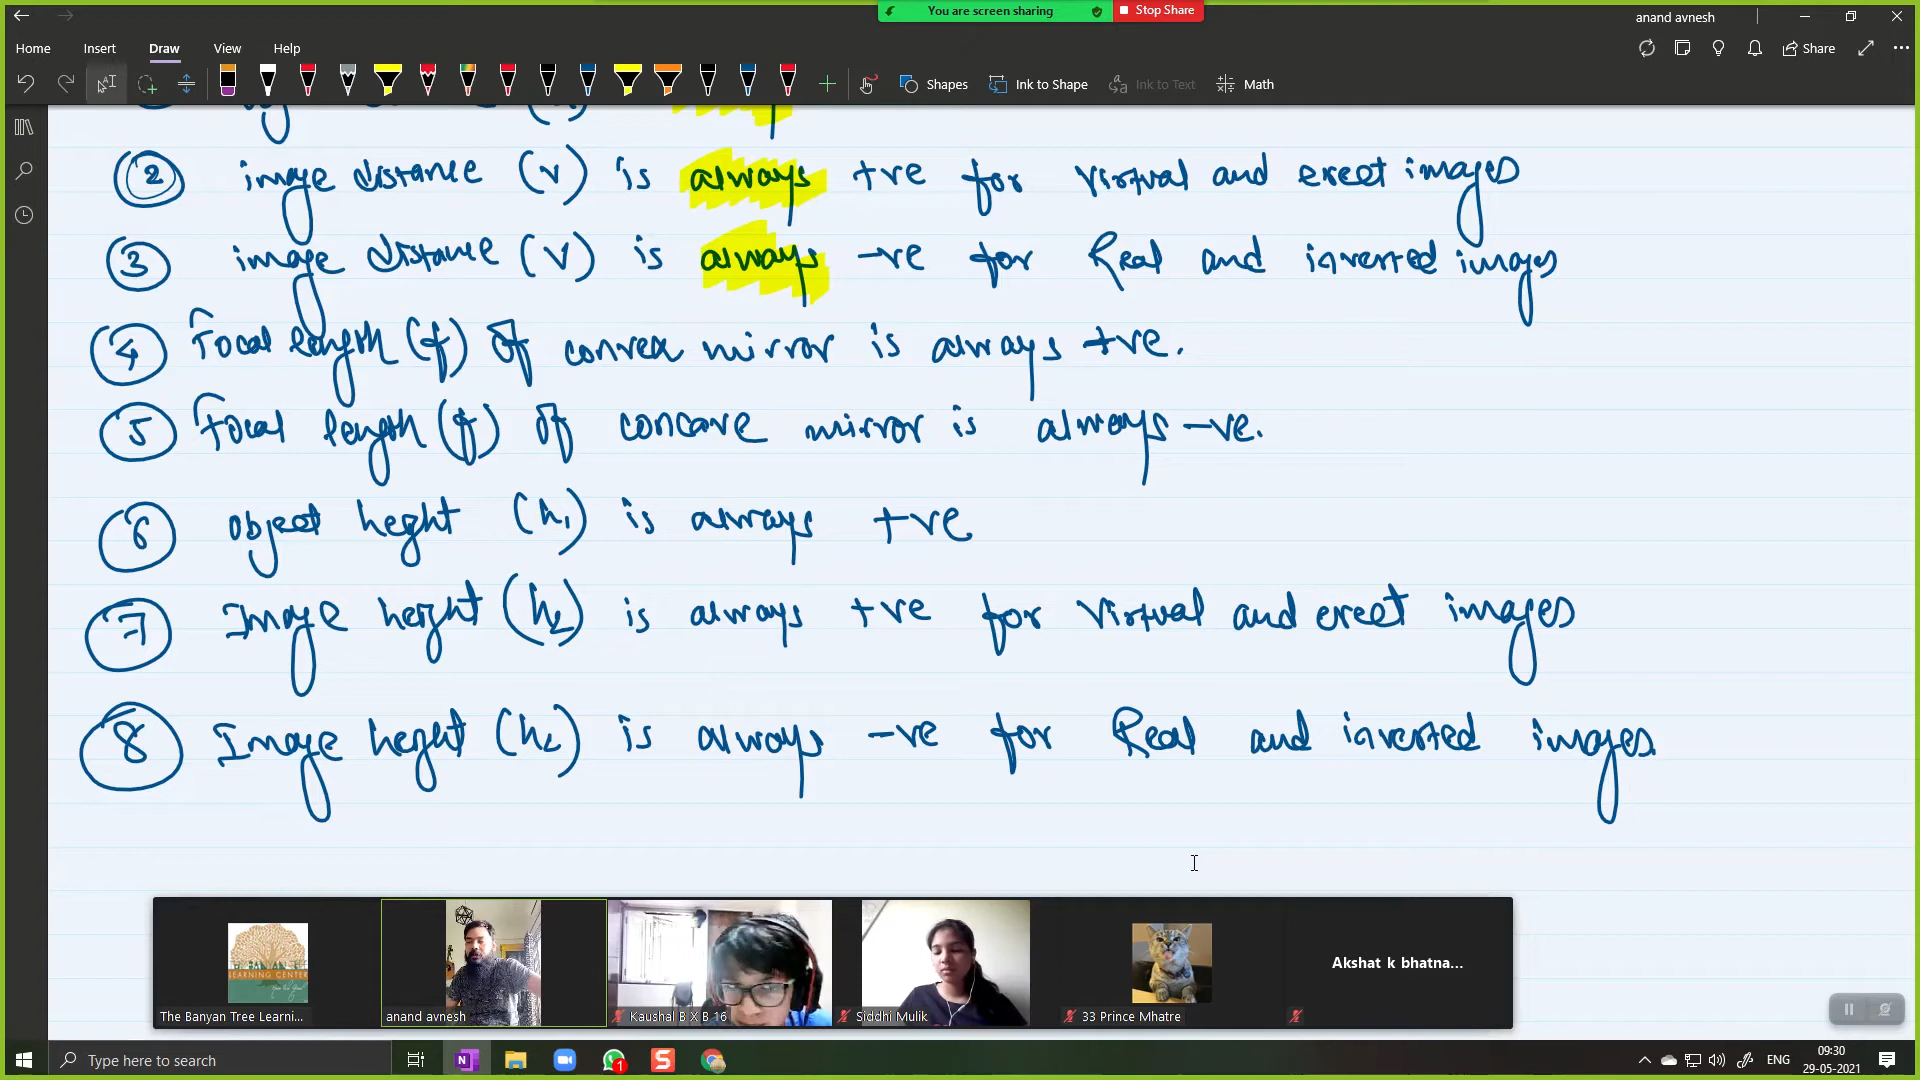 You are screen sharing
Stop Share
anand avnesh
Home Insert Draw View Help
Share
Shapes Ink to Shape Ink to Text Math
2 image distance (v) is always +ve for virtual and erect images
3 image distance (v) is always -ve for Real and inverted images
4 Focal length (f) of convex mirror is always +ve.
5 Focal length (f) of concave mirror is always -ve.
6 object heght (h1) is always +ve
7 Image height (h2) is always +ve for virtual and erect images
8 Image height (h2) is always -ve for Real and inverted images
LEARNING CENTER
Akshat k bhatna...
The Banyan Tree Learni... anand avnesh Kaushal B X B 16 Siddhi Mulik 33 Prince Mhatre
Type here to search
N
1
S
ENG
09:30
29-05-2021